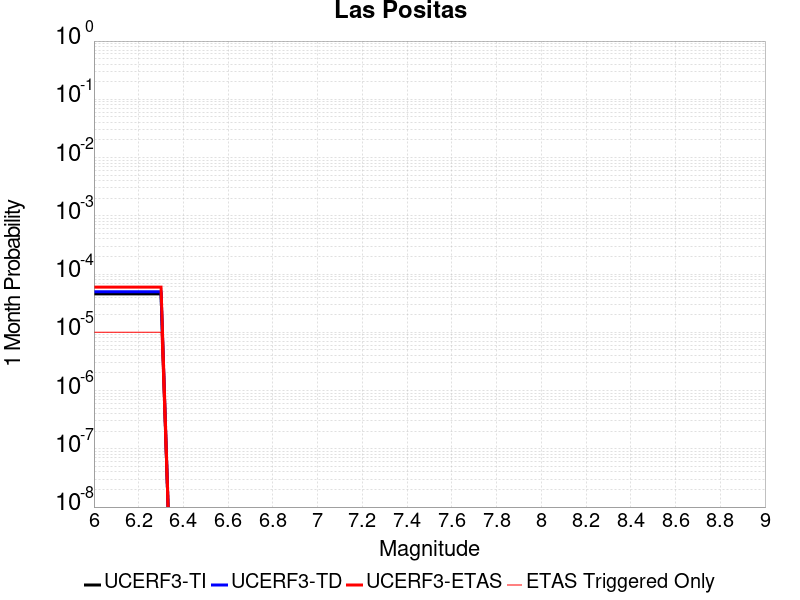 Las Positas
1 Month Probability
10^0
10^-1
10^-2
10^-3
10^-4
10^-5
10^-6
10^-7
10^-8
6 6.2 6.4 6.6 6.8 7 7.2 7.4 7.6 7.8 8 8.2 8.4 8.6 8.8 9
Magnitude
UCERF3-TI UCERF3-TD UCERF3-ETAS ETAS Triggered Only